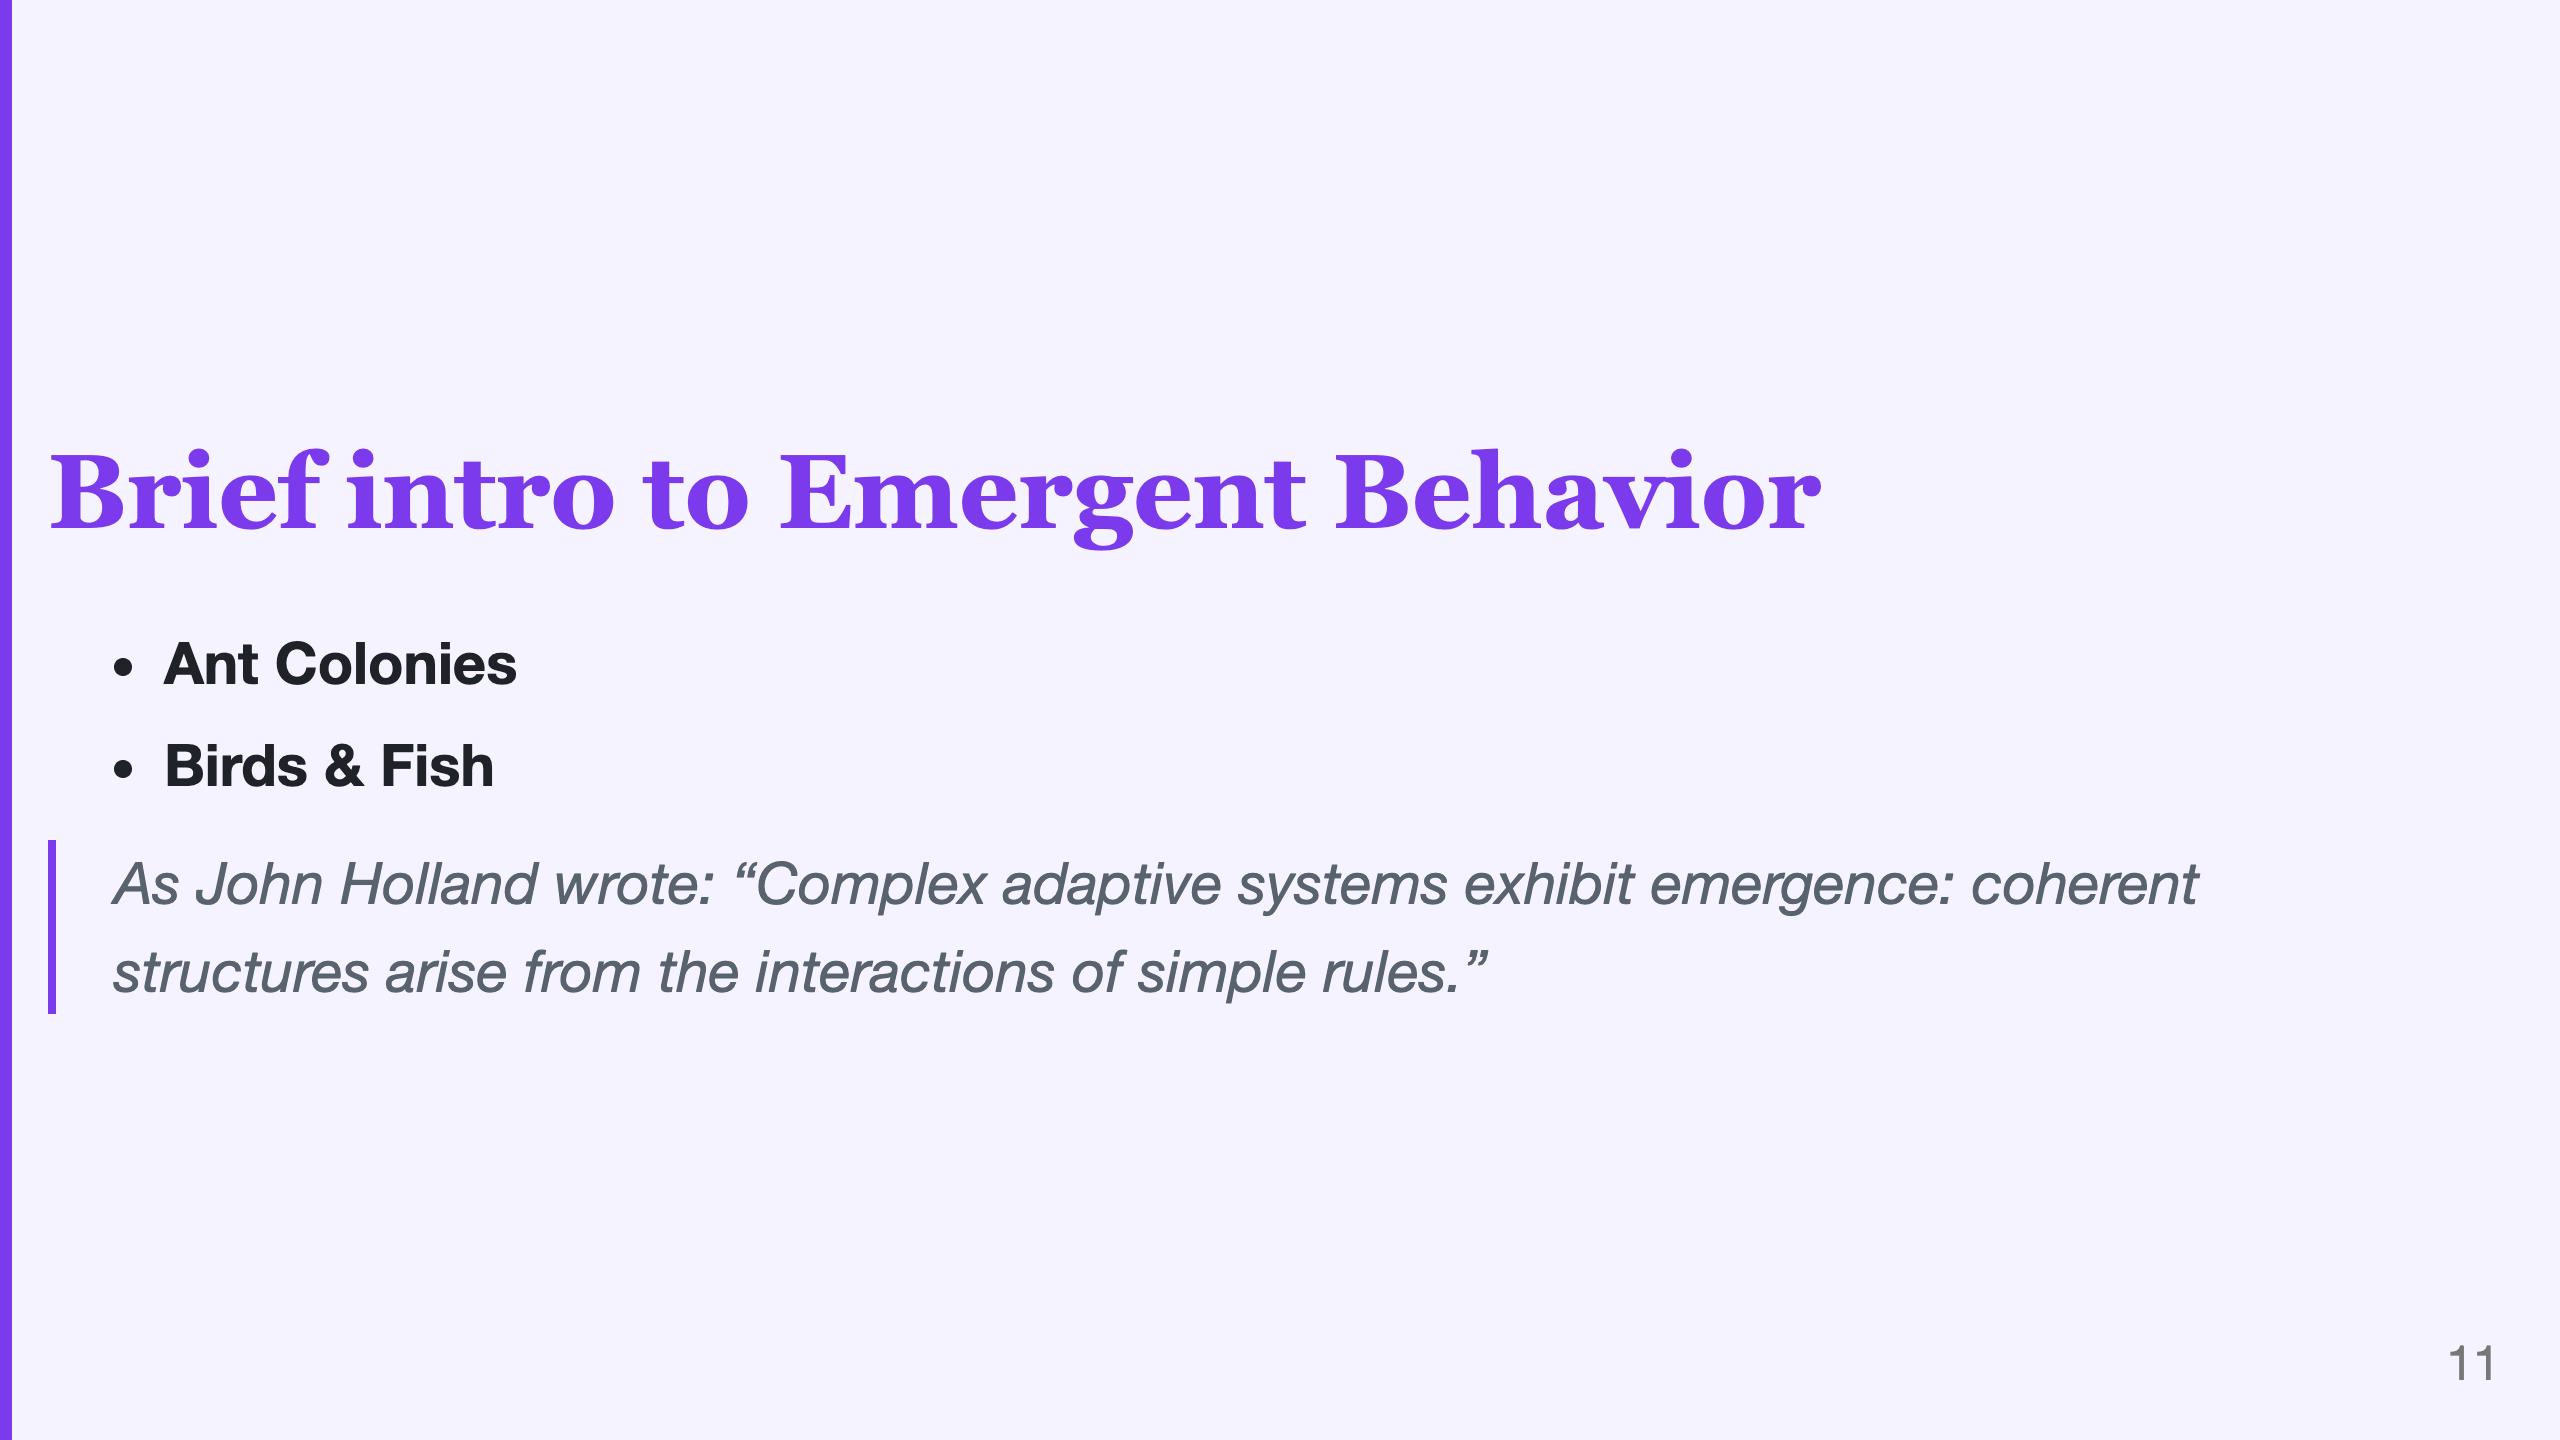 Brief intro to Emergent Behavior
• Ant Colonies
• Birds & Fish
As John Holland wrote: “Complex adaptive systems exhibit emergence: coherent
structures arise from the interactions of simple rules.”
11